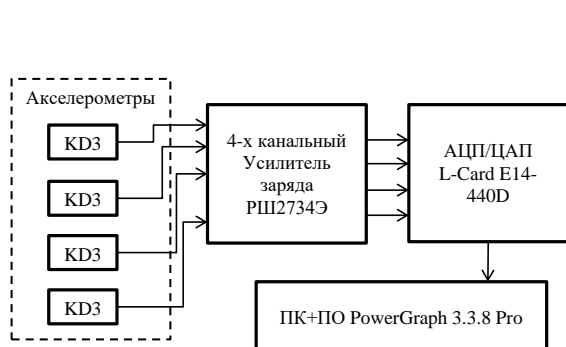 Акселерометры
KD3
KD3
KD3
KD3
4-х канальный
Усилитель
заряда
РШ2734Э
АЦП/ЦАП
L-Card E14-
440D
ПК+ПО PowerGraph 3.3.8 Pro